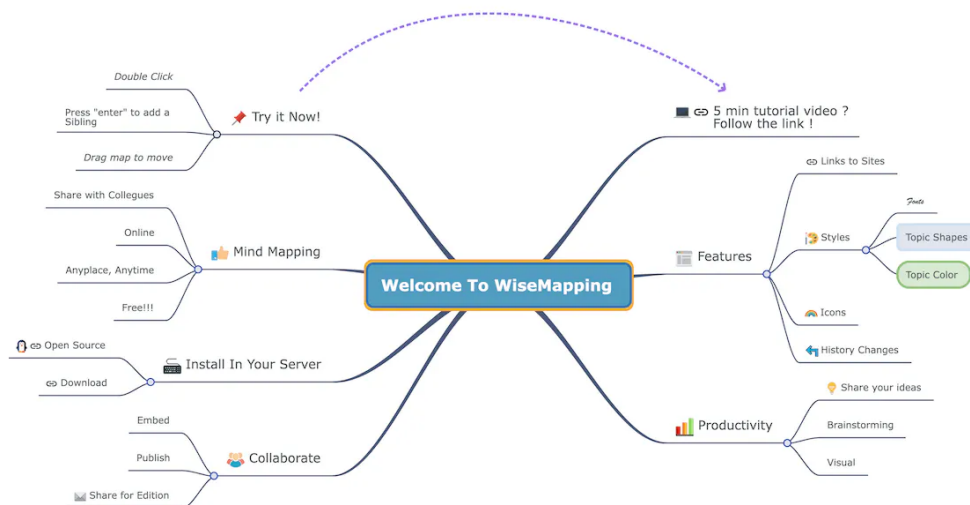 Double Click
Press "enter" to add a
Sibling
Drag map to move
Try it Now!
Share with Collegues
Online
Anyplace, Anytime
Free!!!
Mind Mapping
Open Source
Download
Install In Your Server
Embed
Publish
Share for Edition
Collaborate
Welcome To WiseMapping
5 min tutorial video ?
Follow the link !
Features
Links to Sites
Styles
Fonts
Topic Shapes
Topic Color
Icons
History Changes
Productivity
Share your ideas
Brainstorming
Visual